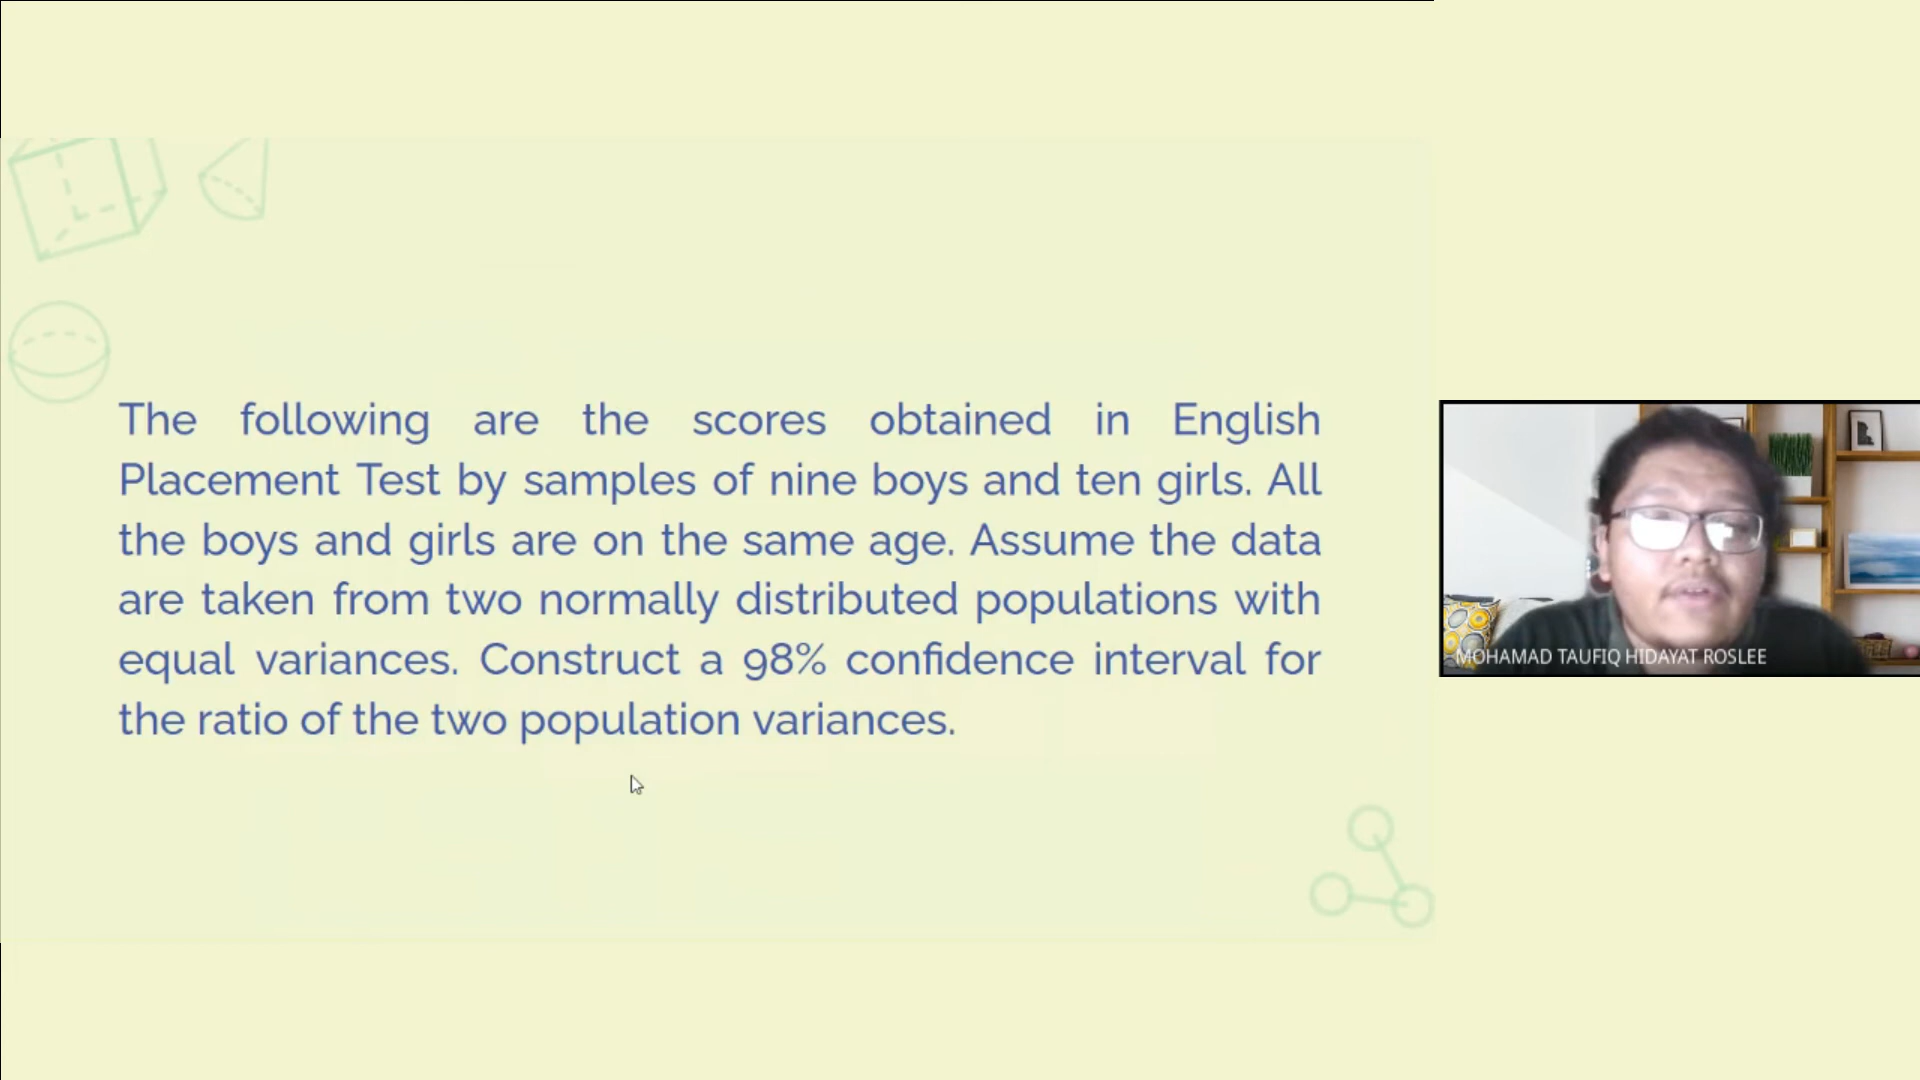 The following are the scores obtained in English
Placement Test by samples of nine boys and ten girls. All
the boys and girls are on the same age. Assume the data
are taken from two normally distributed populations with
equal variances. Construct a 98% confidence interval for
the ratio of the two population variances.
MOHAMAD TAUFIQ HIDAYAT ROSLEE